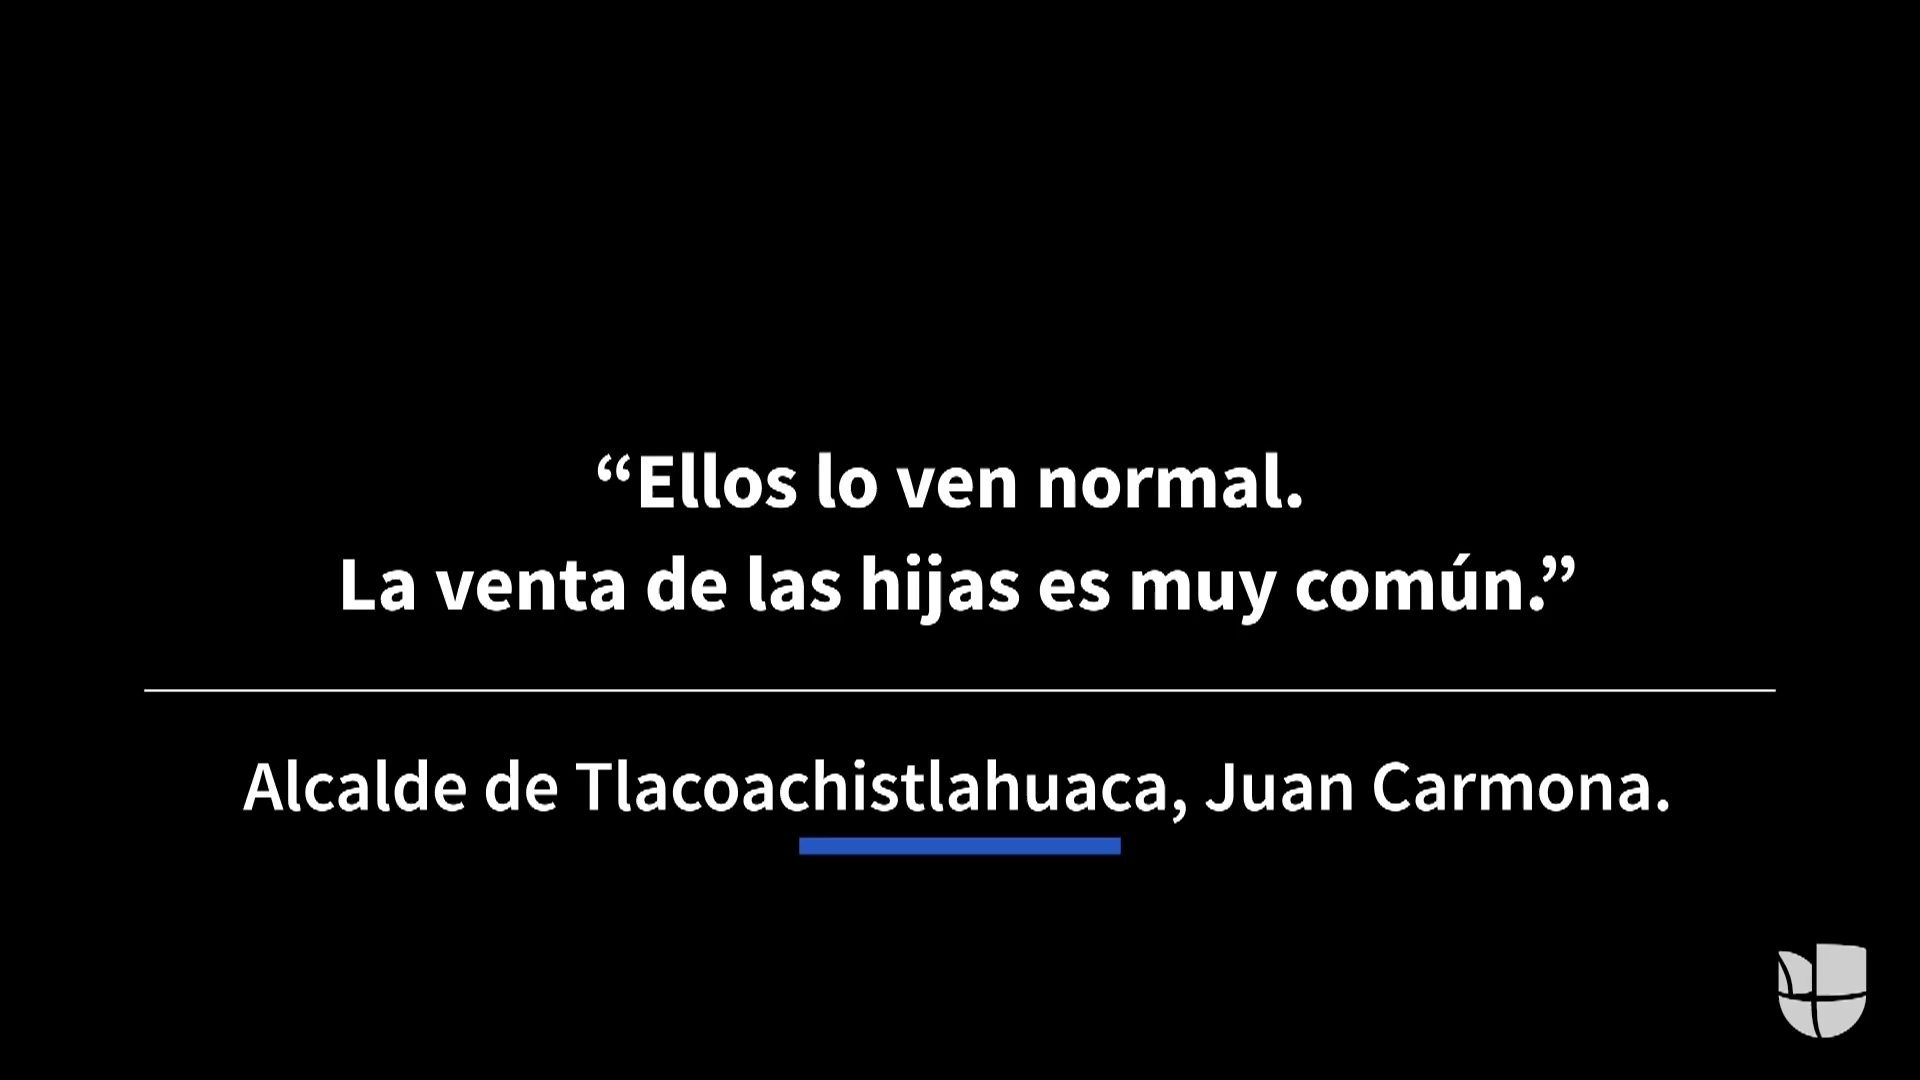 “Ellos lo ven normal.
La venta de las hijas es muy común.”
Alcalde de Tlacoachistlahuaca, Juan Carmona.